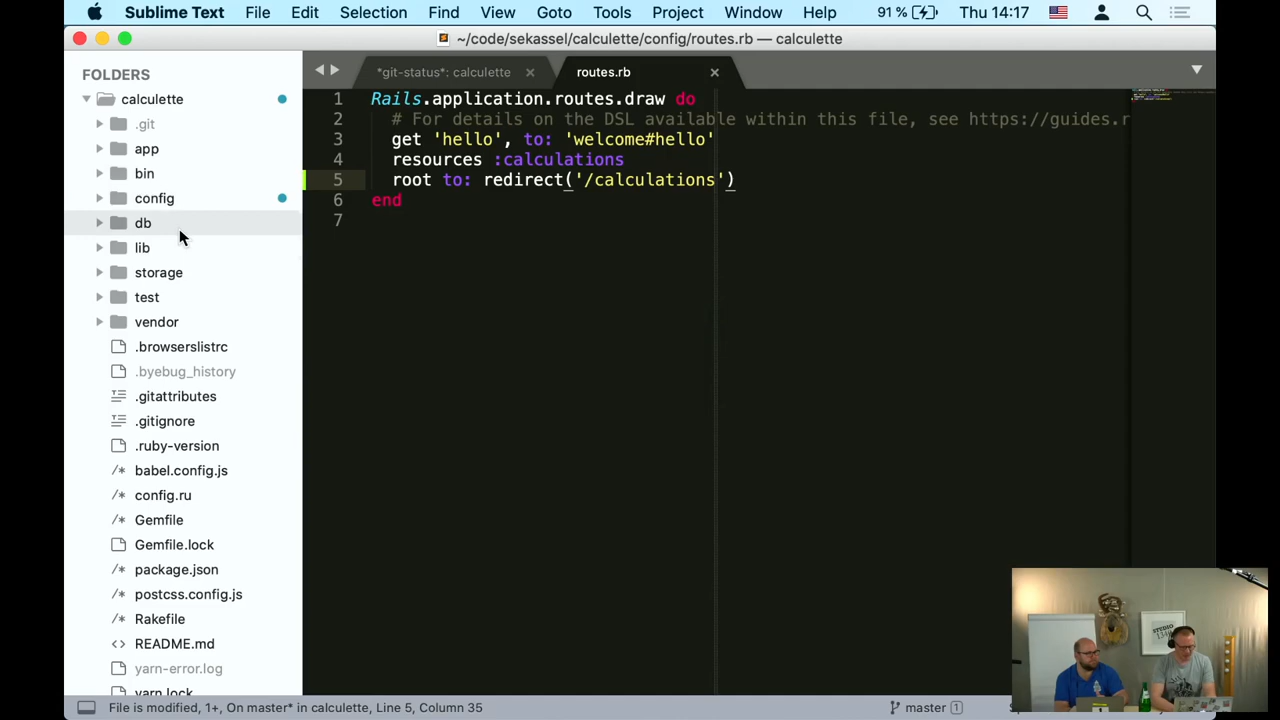 Sublime Text File Edit Selection Find View Goto Tools Project Window Help 91 % Thu 14:17
~/code/sekassel/calculette/config/routes.rb — calculette
FOLDERS
calculette
.git
app
bin
config
db
lib
storage
test
vendor
.browserslistrc
.byebug_history
.gitattributes
.gitignore
.ruby-version
babel.config.js
config.ru
Gemfile
Gemfile.lock
package.json
postcss.config.js
Rakefile
README.md
yarn-error.log
yarn.lock
*git-status*: calculette
routes.rb
1 Rails.application.routes.draw do
2 # For details on the DSL available within this file, see https://guides.r
3 get 'hello', to: 'welcome#hello'
4 resources :calculations
5 root to: redirect('/calculations')
6 end
7
STUDIO
File is modified, 1+, On master* in calculette, Line 5, Column 35
master 1